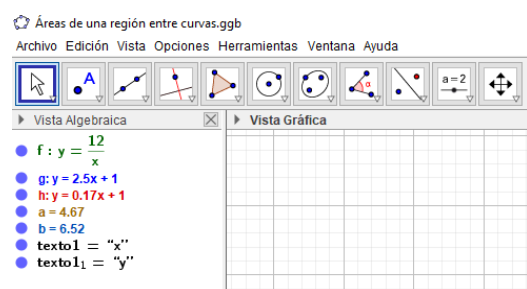 Áreas de una región entre curvas.ggb
Archivo Edición Vista Opciones Herramientas Ventana Ayuda
A
α
a=2
Vista Algebraica
Vista Gráfica
f : y = 12/x
g: y = 2.5x + 1
h: y = 0.17x + 1
a = 4.67
b = 6.52
texto1 = “x”
texto1₁ = “y”